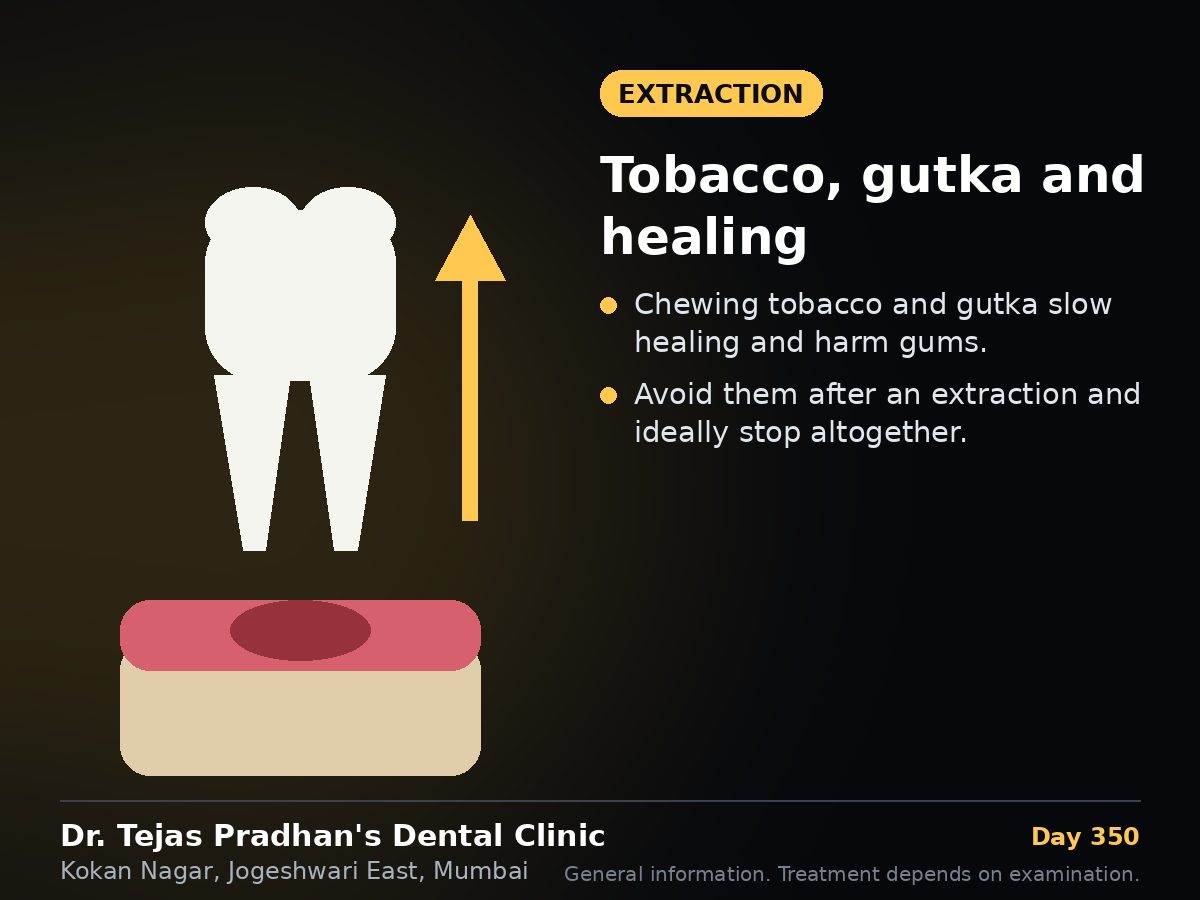 EXTRACTION
Tobacco, gutka and
healing
Chewing tobacco and gutka slow
healing and harm gums.
Avoid them after an extraction and
ideally stop altogether.
Dr. Tejas Pradhan's Dental Clinic
Day 350
Kokan Nagar, Jogeshwari East, Mumbai
General information. Treatment depends on examination.